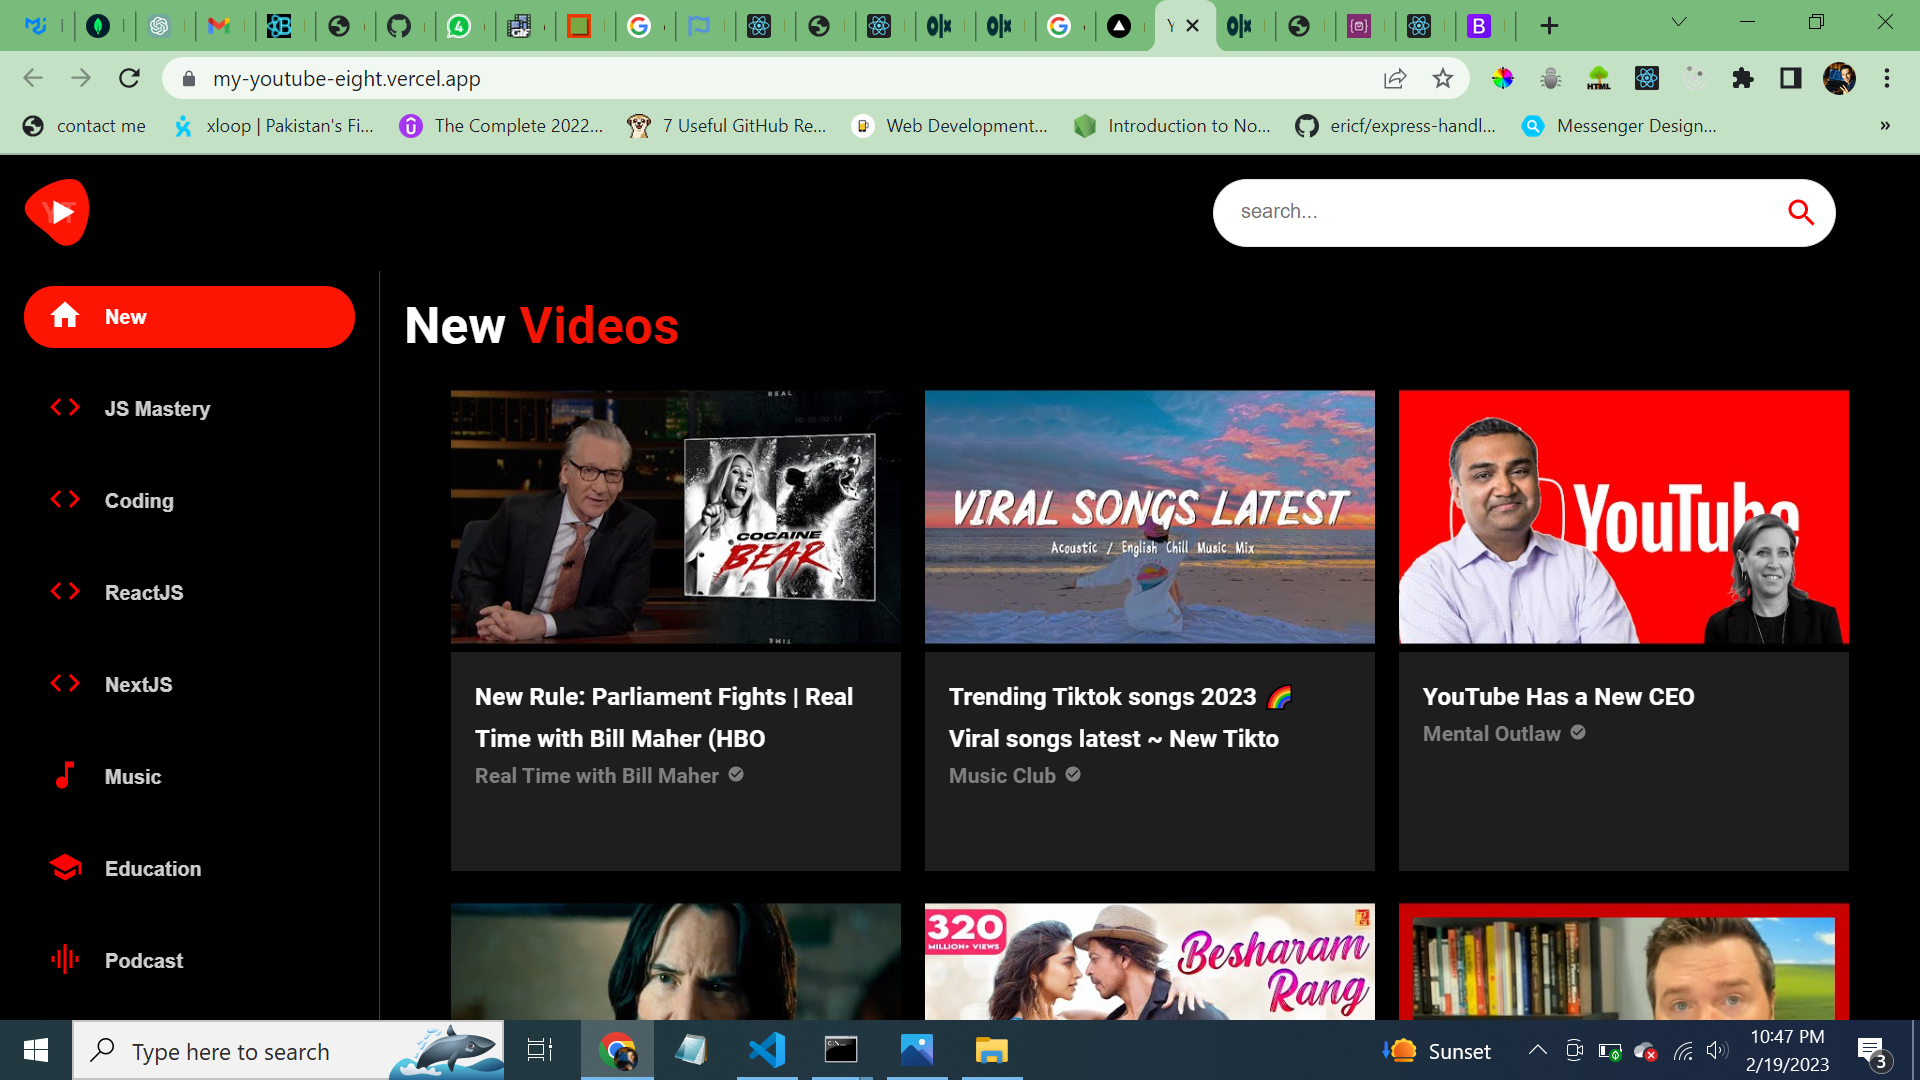 my-youtube-eight.vercel.app
contact me
xloop | Pakistan's Fi...
The Complete 2022...
7 Useful GitHub Re...
Web Development...
Introduction to No...
ericf/express-handl...
Messenger Design...
»
YT
search...
New
JS Mastery
Coding
ReactJS
NextJS
Music
Education
Podcast
New Videos
REAL
COCAINE
BEAR
TIME
New Rule: Parliament Fights | Real
Time with Bill Maher (HBO
Real Time with Bill Maher
VIRAL SONGS LATEST
Acoustic / English Chill Music Mix
Trending Tiktok songs 2023 🌈
Viral songs latest ~ New Tikto
Music Club
YouTube
YouTube Has a New CEO
Mental Outlaw
320
MILLION+ VIEWS
Besharam
Rang
Type here to search
Sunset
10:47 PM
2/19/2023
3